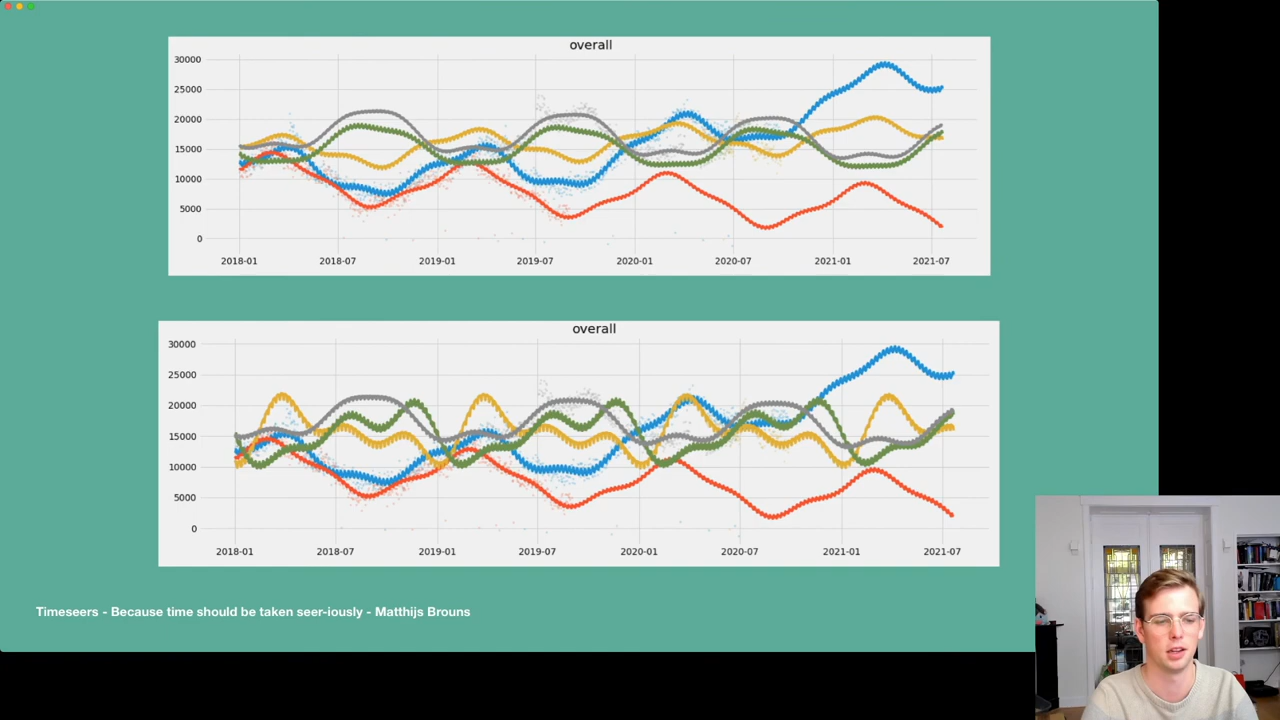 overall
30000
25000
20000
15000
10000
5000
0
2018-01 2018-07 2019-01 2019-07 2020-01 2020-07 2021-01 2021-07
overall
30000
25000
20000
15000
10000
5000
0
2018-01 2018-07 2019-01 2019-07 2020-01 2020-07 2021-01 2021-07
Timeseers - Because time should be taken seer-iously - Matthijs Brouns